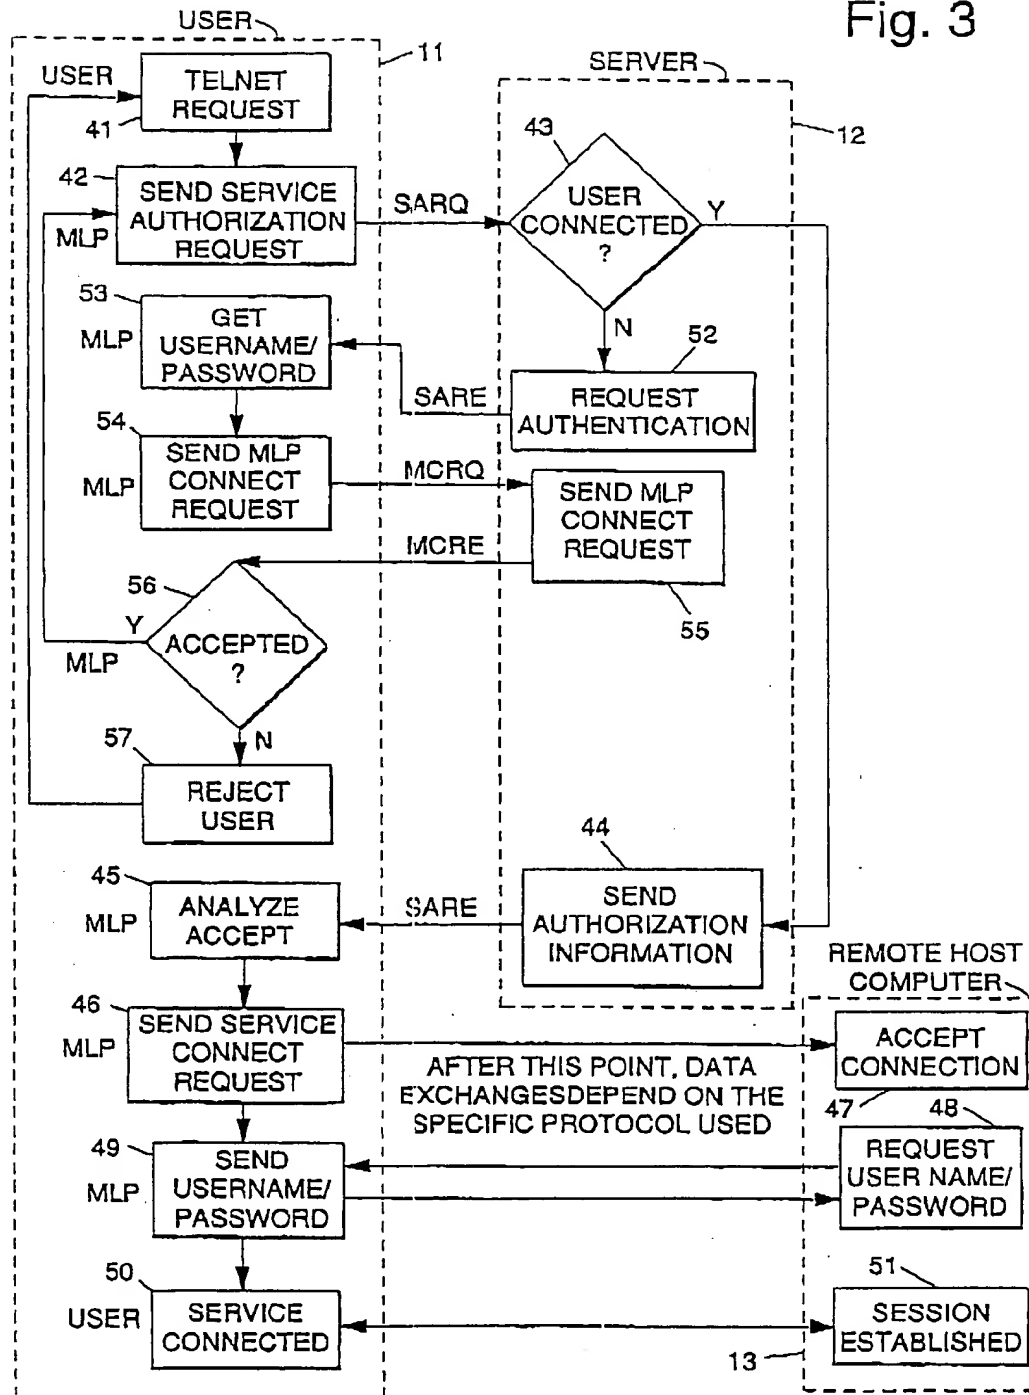 Fig. 3
USER
11
USER
TELNET
REQUEST
41
SERVER
12
42
SEND SERVICE
AUTHORIZATION
REQUEST
MLP
SARQ
43
USER
CONNECTED
?
Y
N
53
MLP
GET
USERNAME/
PASSWORD
SARE
52
REQUEST
AUTHENTICATION
54
MLP
SEND MLP
CONNECT
REQUEST
MCRQ
SEND MLP
CONNECT
REQUEST
55
MCRE
56
ACCEPTED
?
Y
MLP
N
57
REJECT
USER
44
SEND
AUTHORIZATION
INFORMATION
45
MLP
ANALYZE
ACCEPT
SARE
REMOTE HOST
COMPUTER
46
MLP
SEND SERVICE
CONNECT
REQUEST
ACCEPT
CONNECTION
47
AFTER THIS POINT, DATA
EXCHANGESDEPEND ON THE
SPECIFIC PROTOCOL USED
48
REQUEST
USER NAME/
PASSWORD
49
MLP
SEND
USERNAME/
PASSWORD
50
USER
SERVICE
CONNECTED
51
SESSION
ESTABLISHED
13